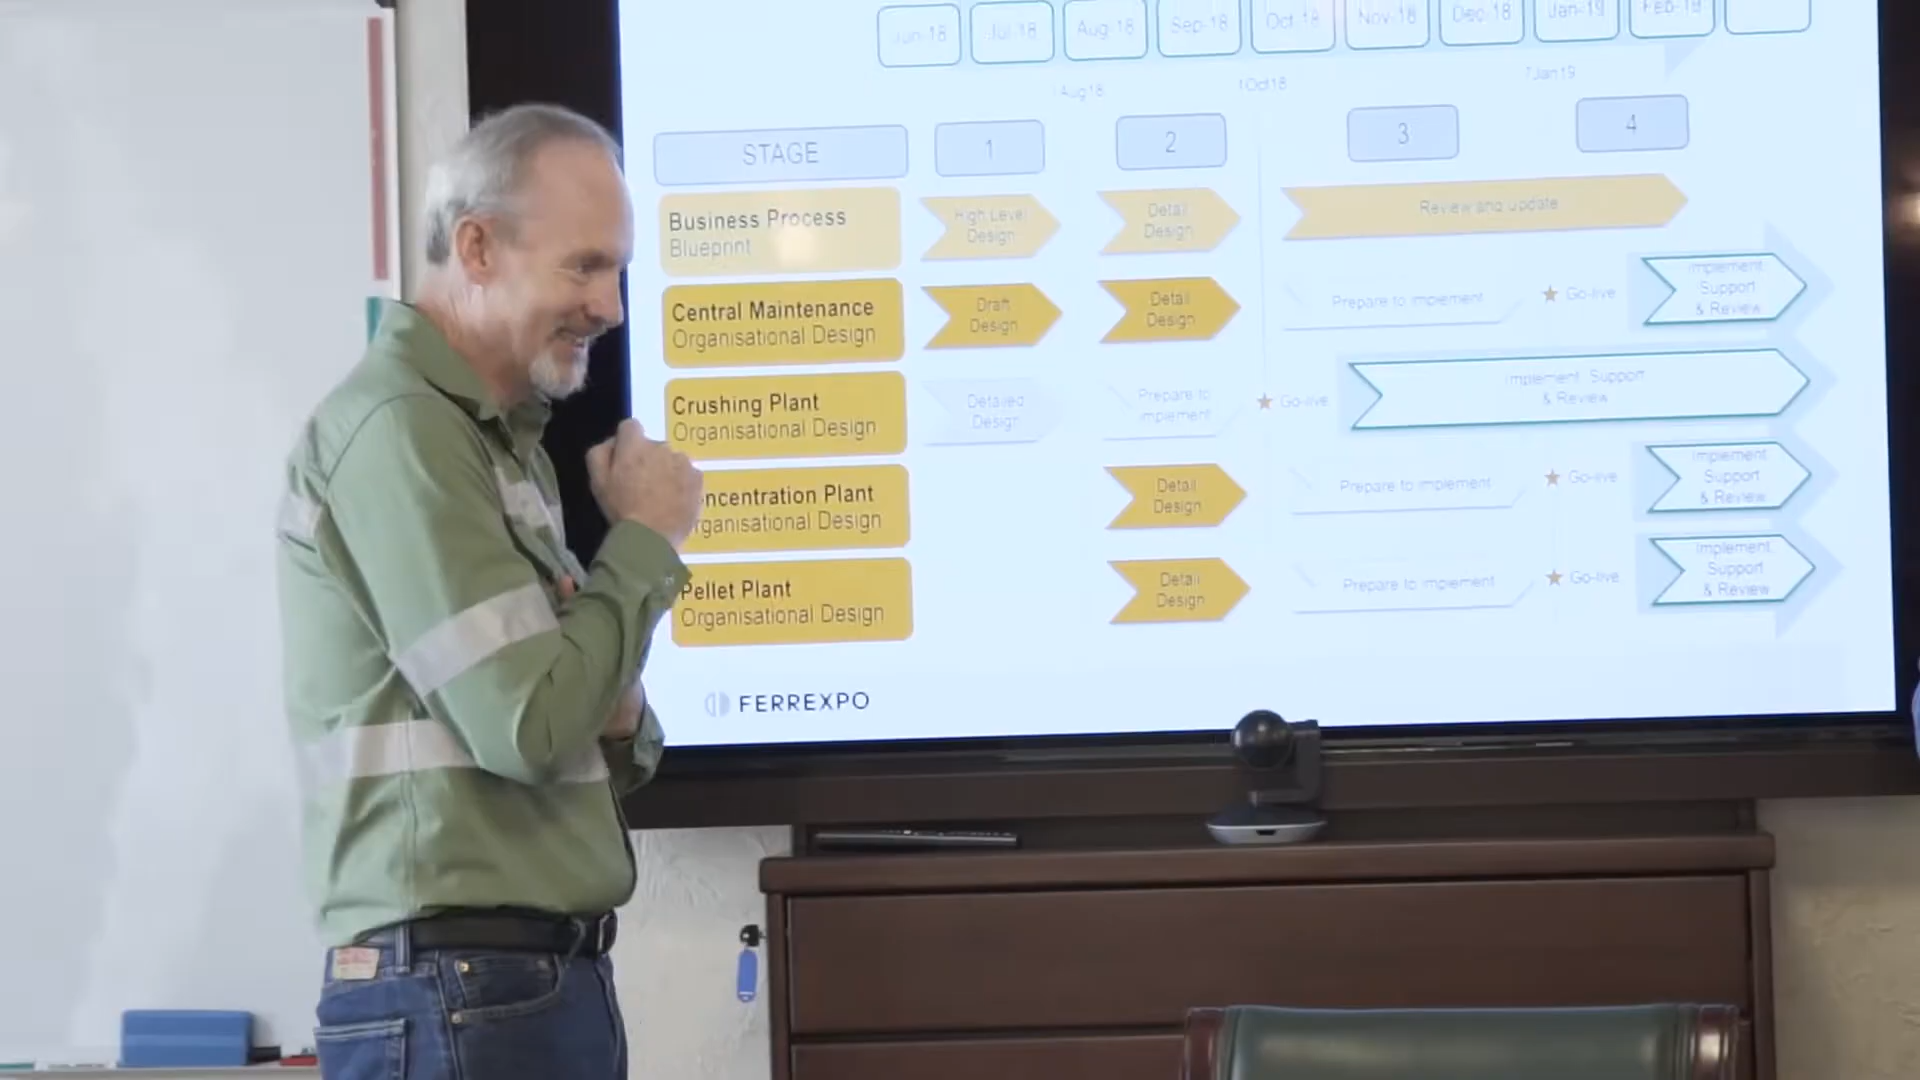 Jun-18 Jul-18 Aug-18 Sep-18 Oct-18 Nov-18 Dec-18 Jan-19 Feb-19
1Aug18 1Oct18 7Jan19
STAGE 1 2 3 4
Business Process
Blueprint
High Level
Design
Detail
Design
Review and update
Central Maintenance
Organisational Design
Draft
Design
Detail
Design
Prepare to implement
Go-live
Implement
Support
& Review
Crushing Plant
Organisational Design
Detailed
Design
Prepare to
implement
Go-live
Implement Support
& Review
ncentration Plant
rganisational Design
Detail
Design
Prepare to implement
Go-live
Implement
Support
& Review
Pellet Plant
Organisational Design
Detail
Design
Prepare to implement
Go-live
Implement
Support
& Review
FERREXPO